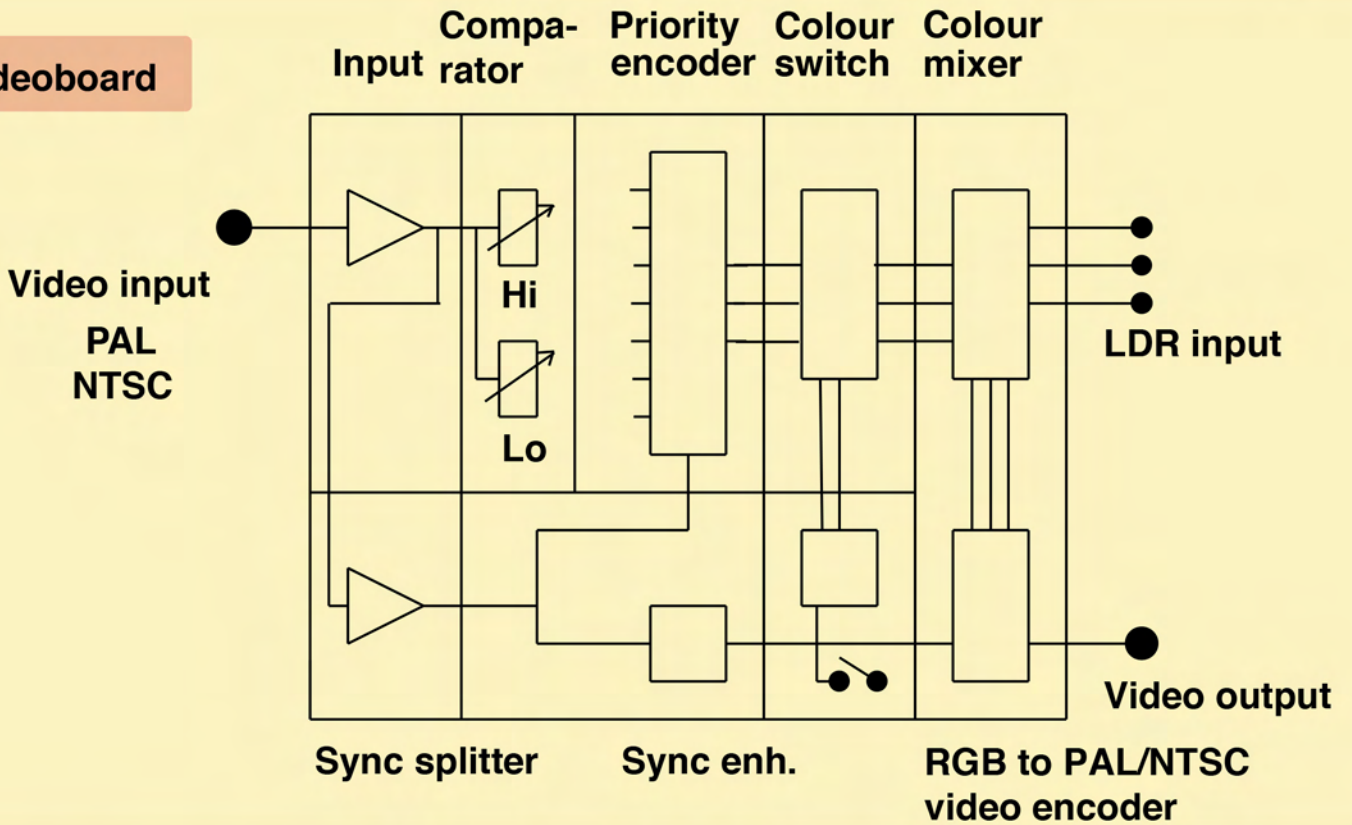 deoboard
Input
Compa-
rator
Priority
encoder
Colour
switch
Colour
mixer
Video input
PAL
NTSC
Hi
Lo
LDR input
Video output
Sync splitter
Sync enh.
RGB to PAL/NTSC
video encoder